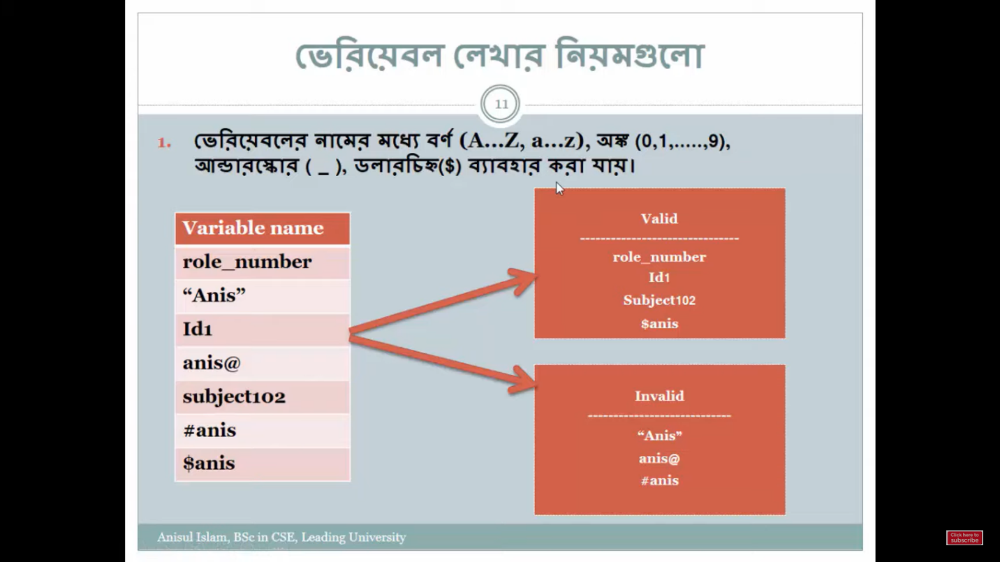 ভেরিয়েবল লেখার নিয়মগুলো
11
1. ভেরিয়েবলের নামের মধ্যে বর্ণ (A...Z, a...z), অঙ্ক (0,1,.....,9),
আন্ডারস্কোর ( _ ), ডলারচিহ্ন($) ব্যাবহার করা যায়।
Variable name
role_number
“Anis”
Id1
anis@
subject102
#anis
$anis
Valid
-------------------------------
role_number
Id1
Subject102
$anis
Invalid
----------------------------
“Anis”
anis@
#anis
Anisul Islam, BSc in CSE, Leading University
Click here to
subscribe